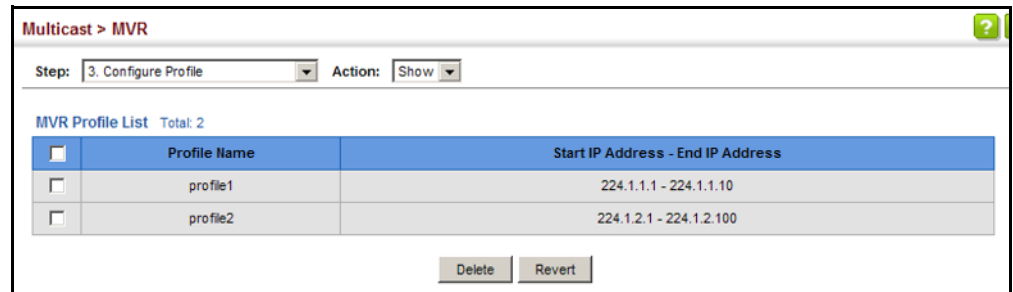 Multicast > MVR
?
Step: 3. Configure Profile Action: Show
MVR Profile List Total: 2
Profile Name Start IP Address - End IP Address
profile1 224.1.1.1 - 224.1.1.10
profile2 224.1.2.1 - 224.1.2.100
Delete Revert